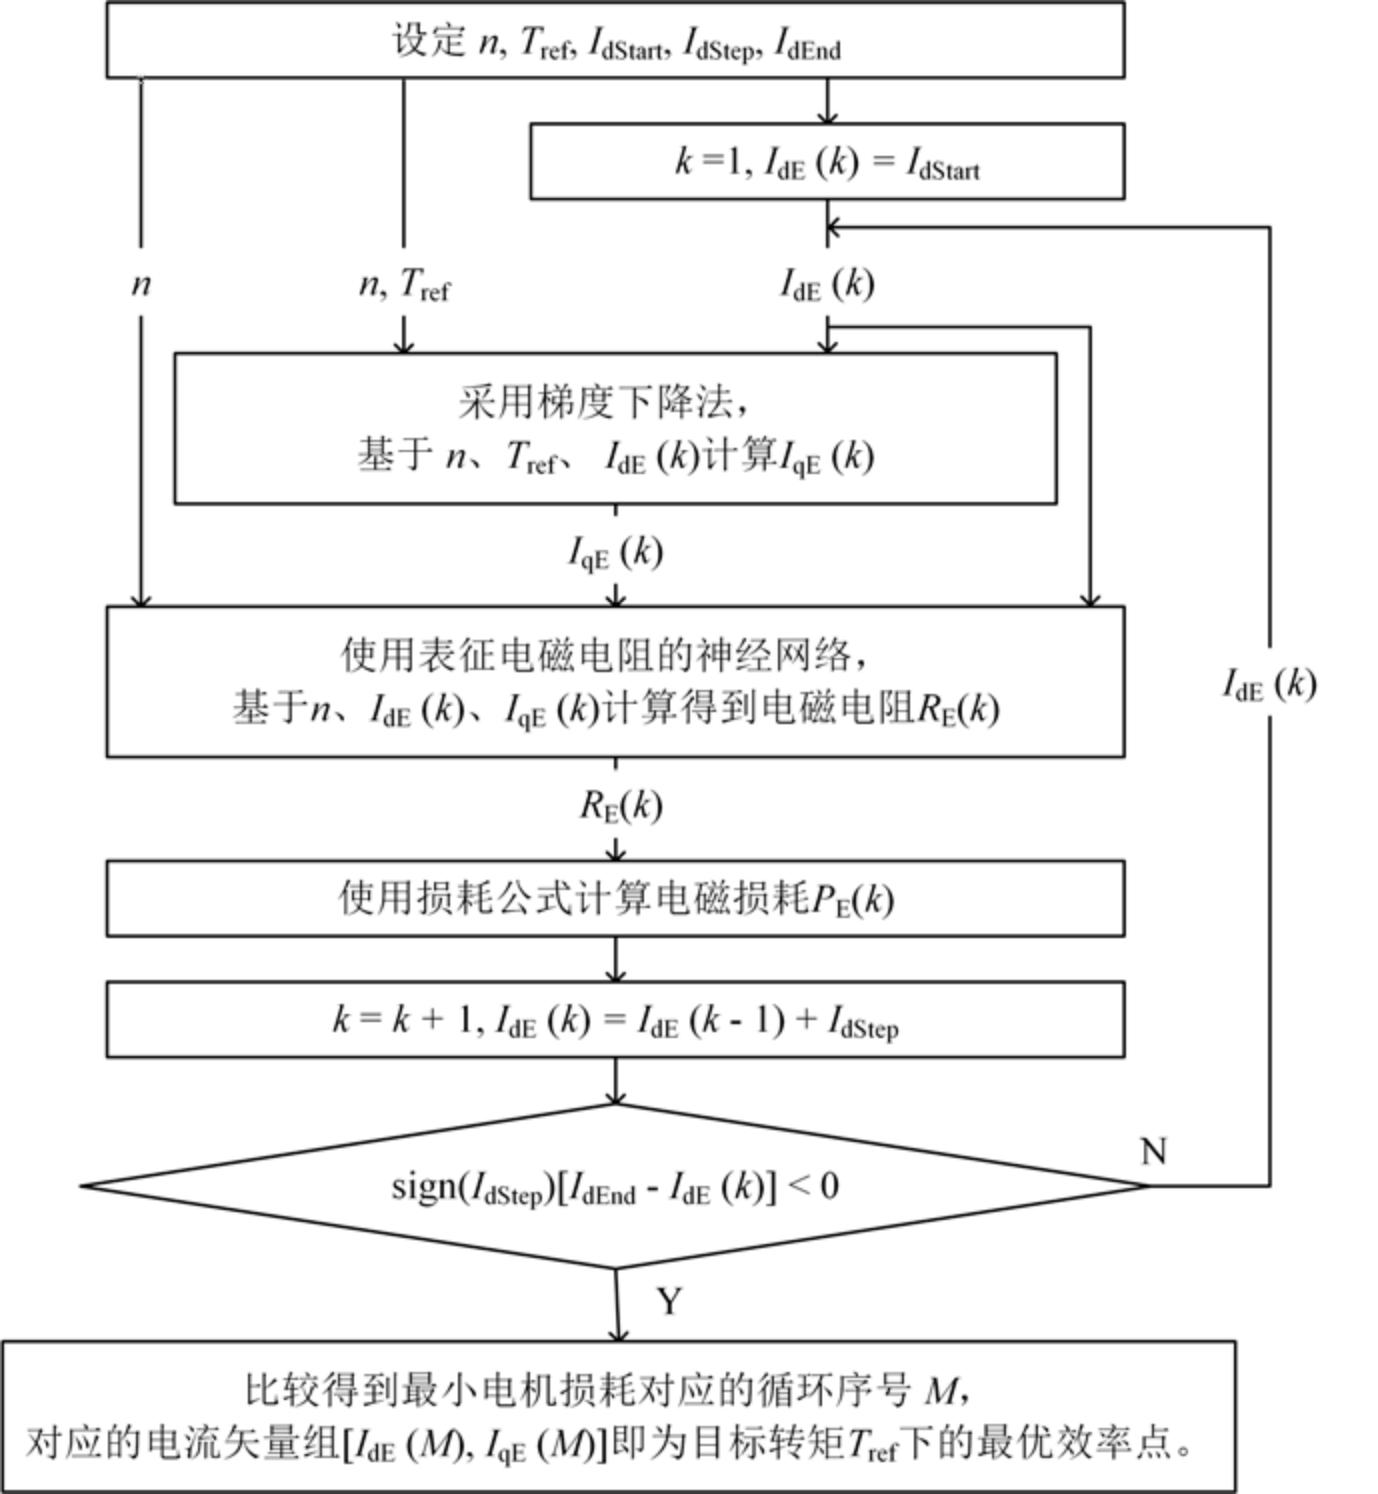 设定 n, Tref, IdStart, IdStep, IdEnd
k =1, IdE (k) = IdStart
n
n, Tref
IdE (k)
采用梯度下降法，
基于 n、Tref、 IdE (k)计算IqE (k)
IqE (k)
使用表征电磁电阻的神经网络，
基于n、IdE (k)、IqE (k)计算得到电磁电阻RE(k)
IdE (k)
RE(k)
使用损耗公式计算电磁损耗PE(k)
k = k + 1, IdE (k) = IdE (k - 1) + IdStep
N
sign(IdStep)[IdEnd - IdE (k)] < 0
Y
比较得到最小电机损耗对应的循环序号 M，
对应的电流矢量组[IdE (M), IqE (M)]即为目标转矩Tref下的最优效率点。